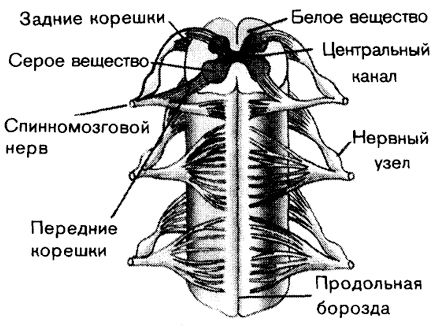 Задние корешки
Серое вещество
Спинномозговой
нерв
Передние
корешки
Белое вещество
Центральный
канал
Нервный
узел
Продольная
борозда